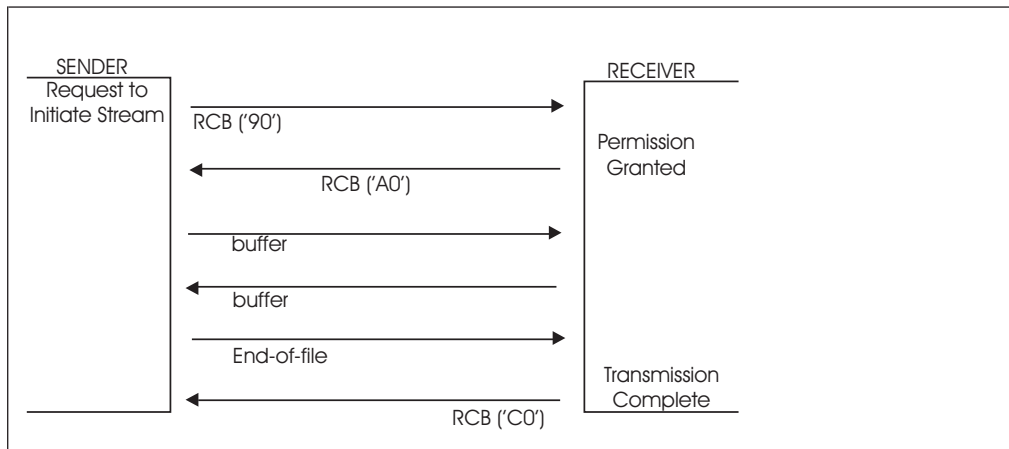 SENDER
RECEIVER
Request to
Initiate Stream
RCB ('90')
Permission
Granted
RCB ('A0')
buffer
buffer
End-of-file
Transmission
Complete
RCB ('C0')